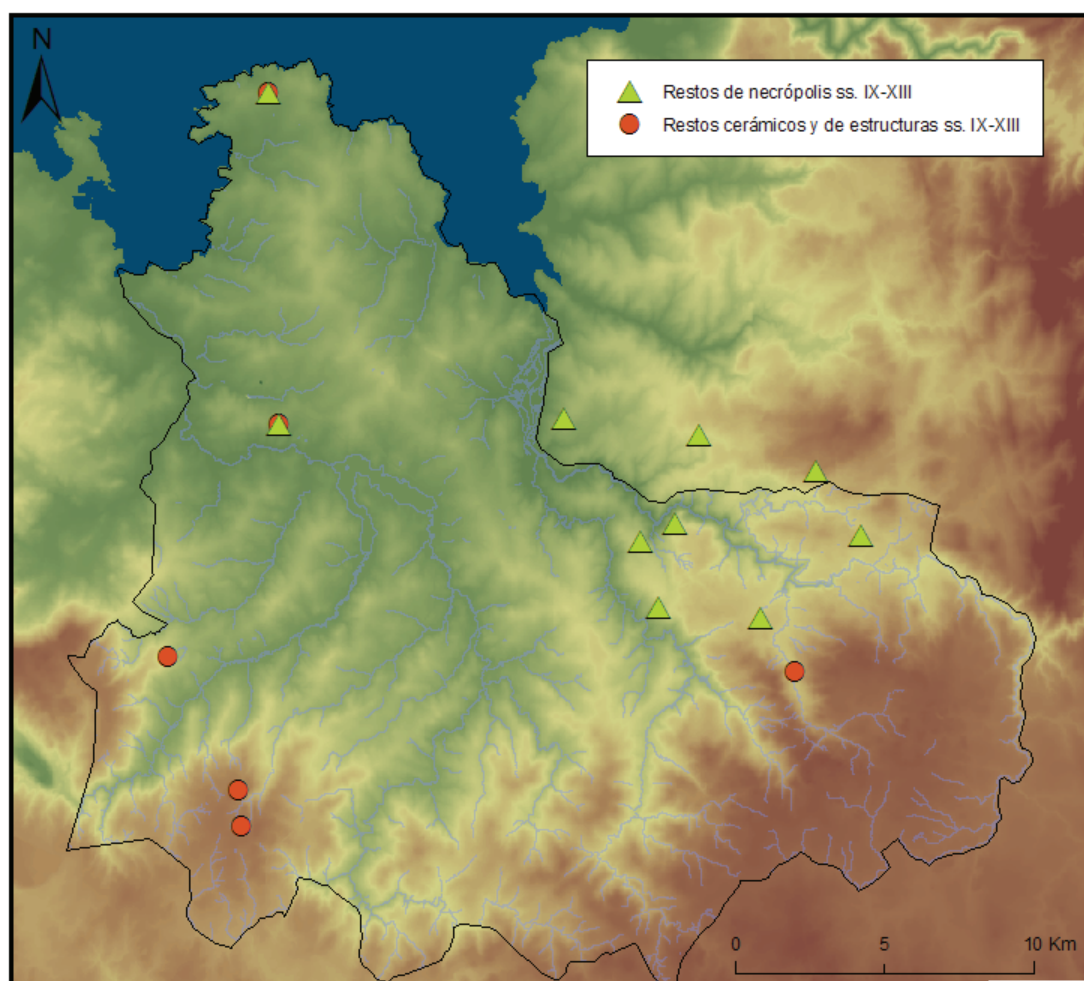 N
Restos de necrópolis ss. IX-XIII
Restos cerámicos y de estructuras ss. IX-XIII
0 5 10 Km